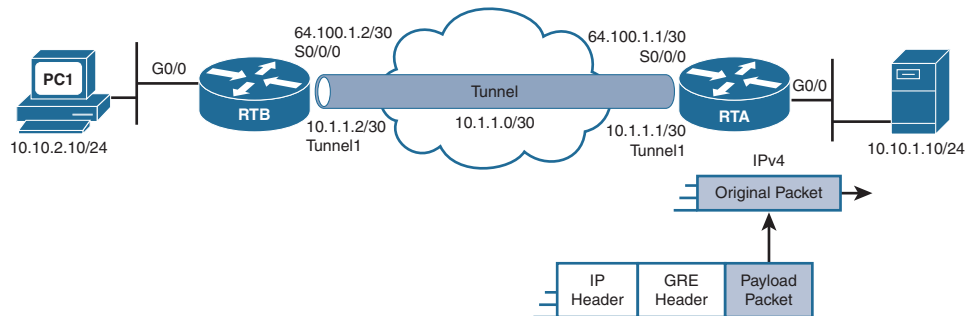 64.100.1.2/30
S0/0/0
64.100.1.1/30
S0/0/0
PC1
G0/0
Tunnel
G0/0
RTB
RTA
10.1.1.2/30
Tunnel1
10.1.1.0/30
10.1.1.1/30
Tunnel1
10.10.2.10/24
10.10.1.10/24
IPv4
Original Packet
IP
Header
GRE
Header
Payload
Packet